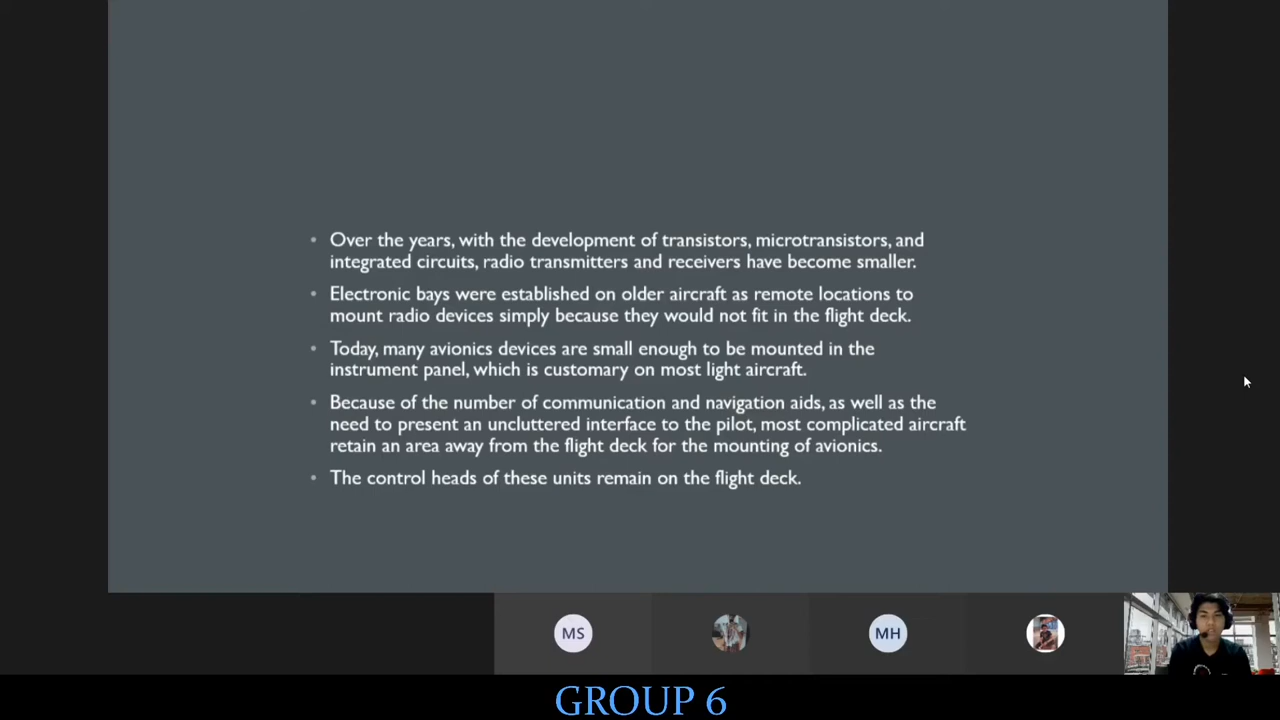 • Over the years, with the development of transistors, microtransistors, and
integrated circuits, radio transmitters and receivers have become smaller.
• Electronic bays were established on older aircraft as remote locations to
mount radio devices simply because they would not fit in the flight deck.
• Today, many avionics devices are small enough to be mounted in the
instrument panel, which is customary on most light aircraft.
• Because of the number of communication and navigation aids, as well as the
need to present an uncluttered interface to the pilot, most complicated aircraft
retain an area away from the flight deck for the mounting of avionics.
• The control heads of these units remain on the flight deck.
MS
MH
GROUP 6